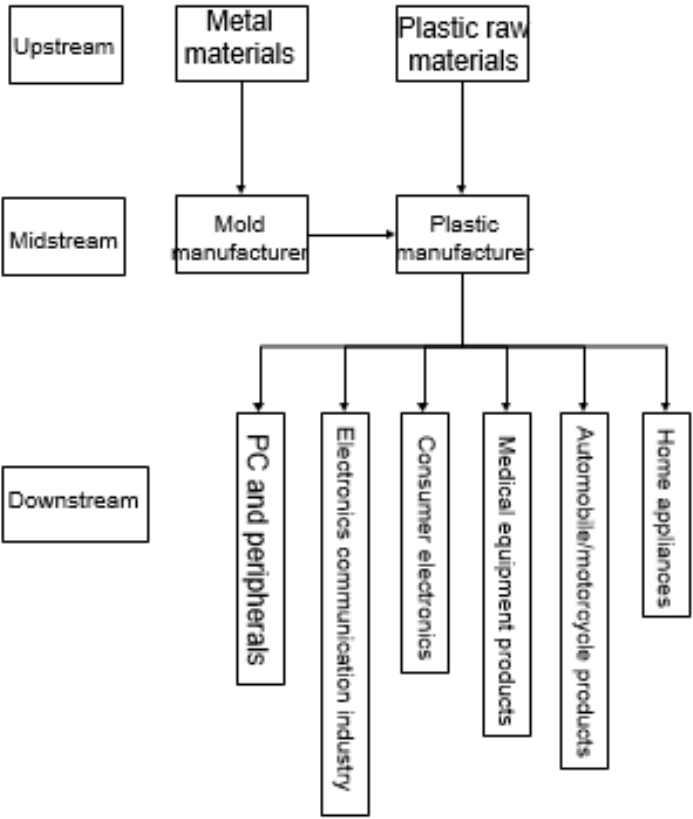 Upstream
Metal
materials
Plastic raw
materials
Midstream
Mold
manufacturer
Plastic
manufacturer
Downstream
PC and peripherals
Electronics communication industry
Consumer electronics
Medical equipment products
Automobile/motorcycle products
Home appliances